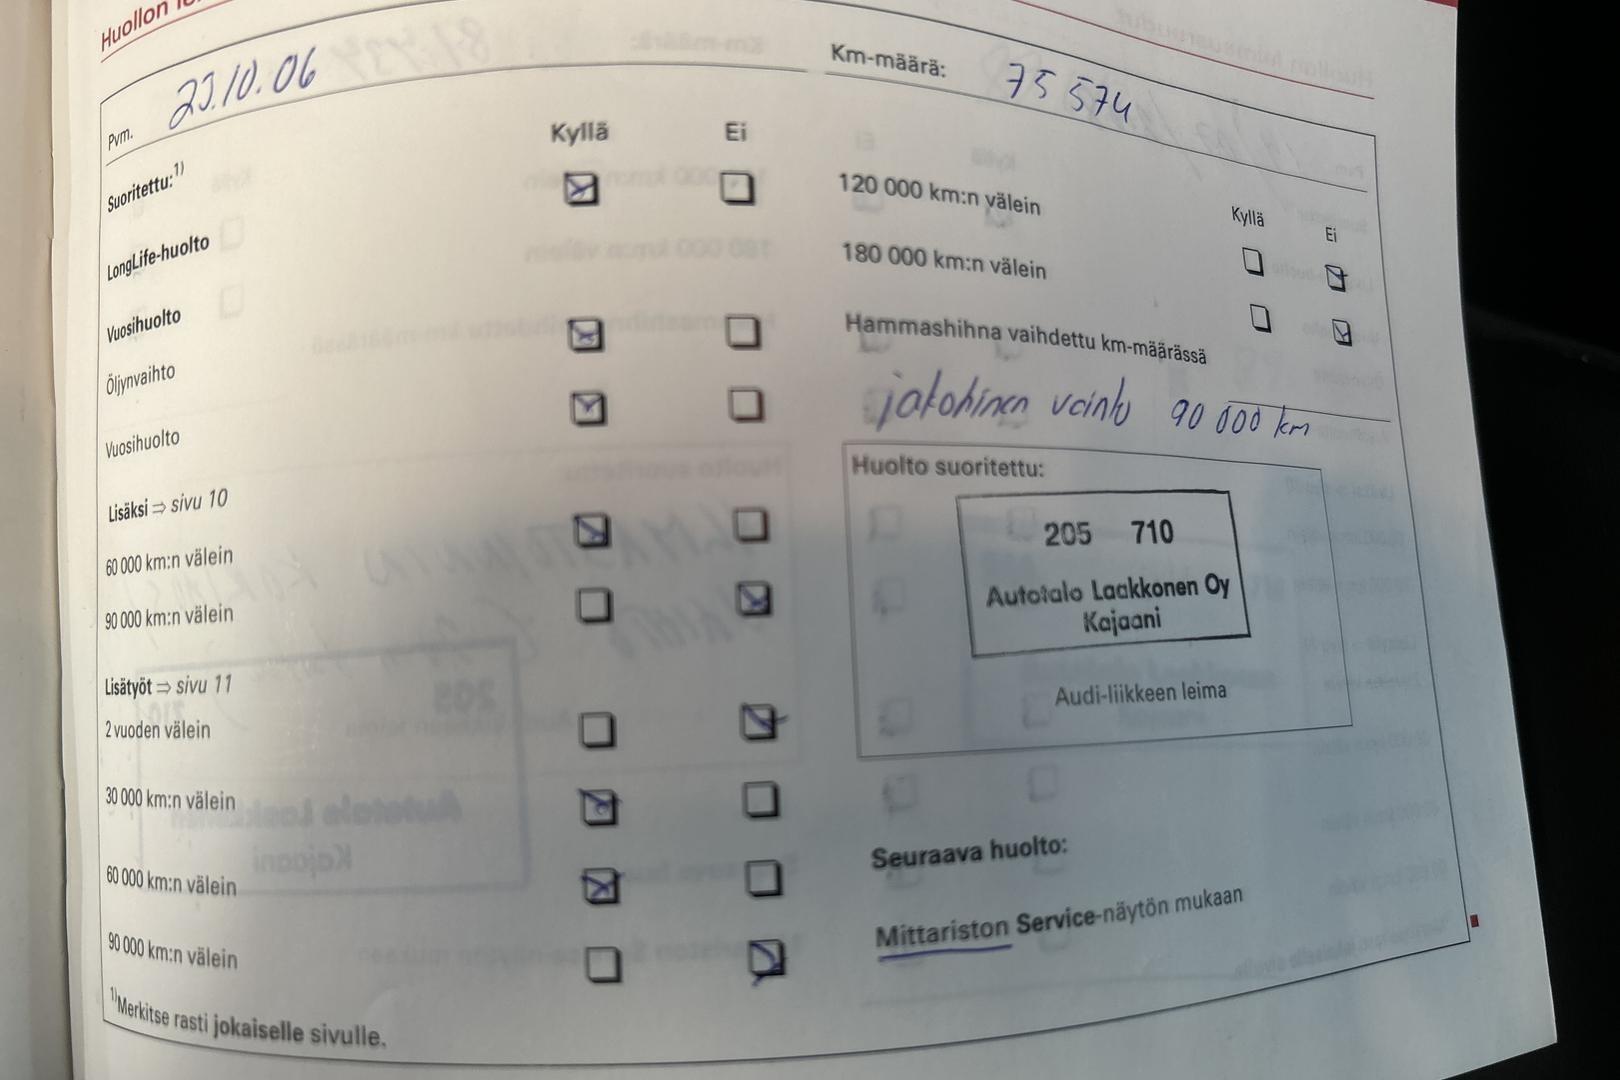 Huollon
Pvm. 23.10.06
Km-määrä: 75 574
Kyllä Ei
Suoritettu:1)
LongLife-huolto
Vuosihuolto
Öljynvaihto
Vuosihuolto
Lisäksi ⇒ sivu 10
60 000 km:n välein
90 000 km:n välein
Lisätyöt ⇒ sivu 11
2 vuoden välein
30 000 km:n välein
60 000 km:n välein
90 000 km:n välein
1)Merkitse rasti jokaiselle sivulle.
Kyllä Ei
120 000 km:n välein
180 000 km:n välein
Hammashihna vaihdettu km-määrässä
jakohihnan vaihto 90 000 km
Huolto suoritettu:
205 710
Autotalo Laakkonen Oy
Kajaani
Audi-liikkeen leima
Seuraava huolto:
Mittariston Service-näytön mukaan